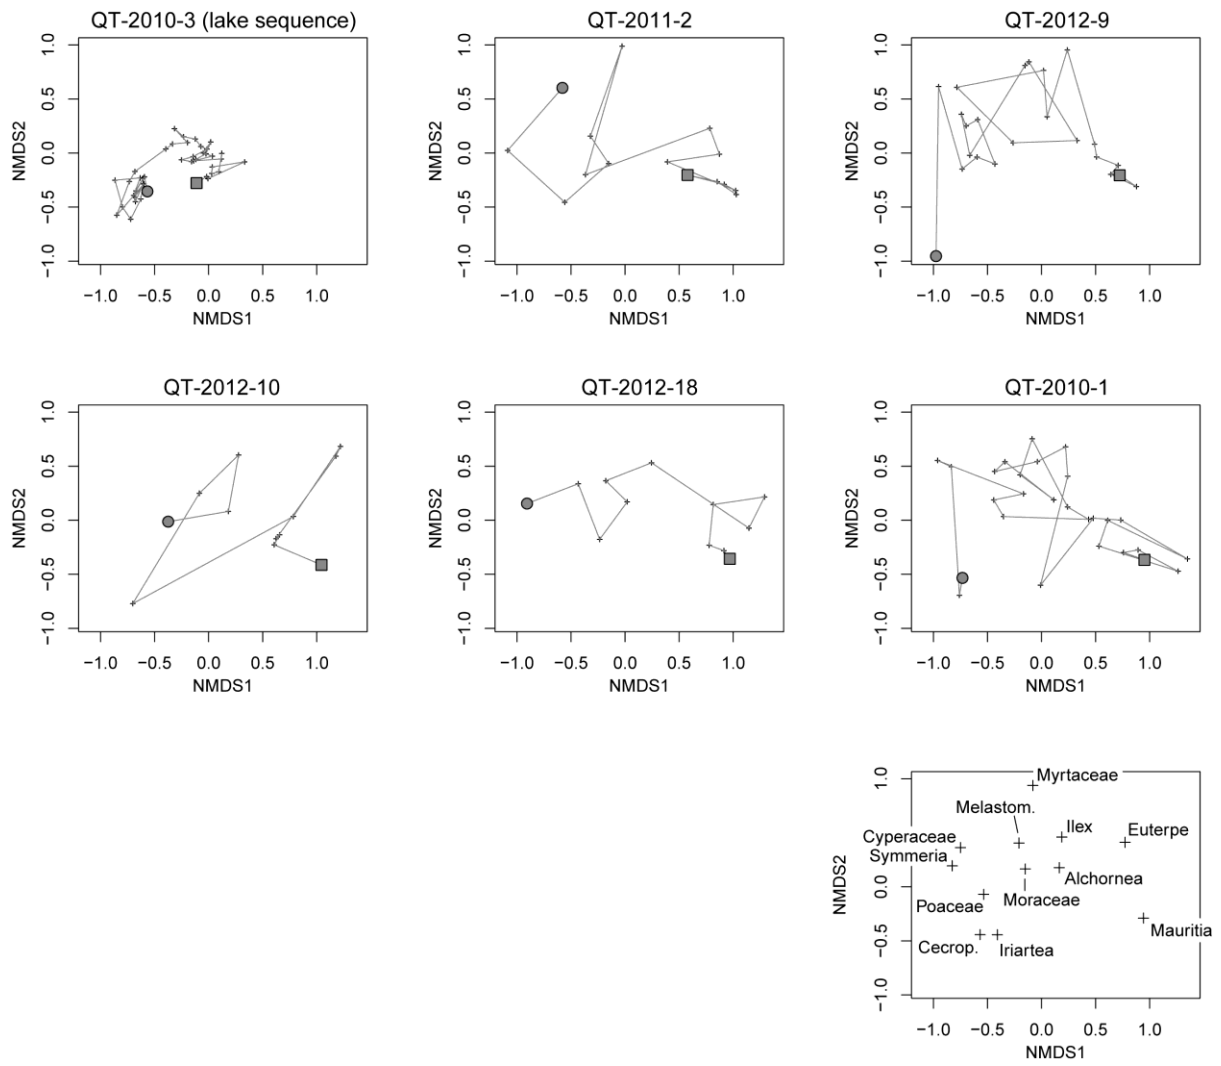 QT-2010-3 (lake sequence)
1.0
0.5
0.0
−0.5
−1.0
NMDS2
−1.0 −0.5 0.0 0.5 1.0
NMDS1
QT-2011-2
1.0
0.5
0.0
−0.5
−1.0
NMDS2
−1.0 −0.5 0.0 0.5 1.0
NMDS1
QT-2012-9
1.0
0.5
0.0
−0.5
−1.0
NMDS2
−1.0 −0.5 0.0 0.5 1.0
NMDS1
QT-2012-10
1.0
0.5
0.0
−0.5
−1.0
NMDS2
−1.0 −0.5 0.0 0.5 1.0
NMDS1
QT-2012-18
1.0
0.5
0.0
−0.5
−1.0
NMDS2
−1.0 −0.5 0.0 0.5 1.0
NMDS1
QT-2010-1
1.0
0.5
0.0
−0.5
−1.0
NMDS2
−1.0 −0.5 0.0 0.5 1.0
NMDS1
1.0
0.0
−0.5
−1.0
NMDS2
Myrtaceae
Melastom.
Ilex
Euterpe
Cyperaceae
Symmeria
Alchornea
Moraceae
Poaceae
Mauritia
Cecrop.
Iriartea
−1.0 −0.5 0.0 0.5 1.0
NMDS1